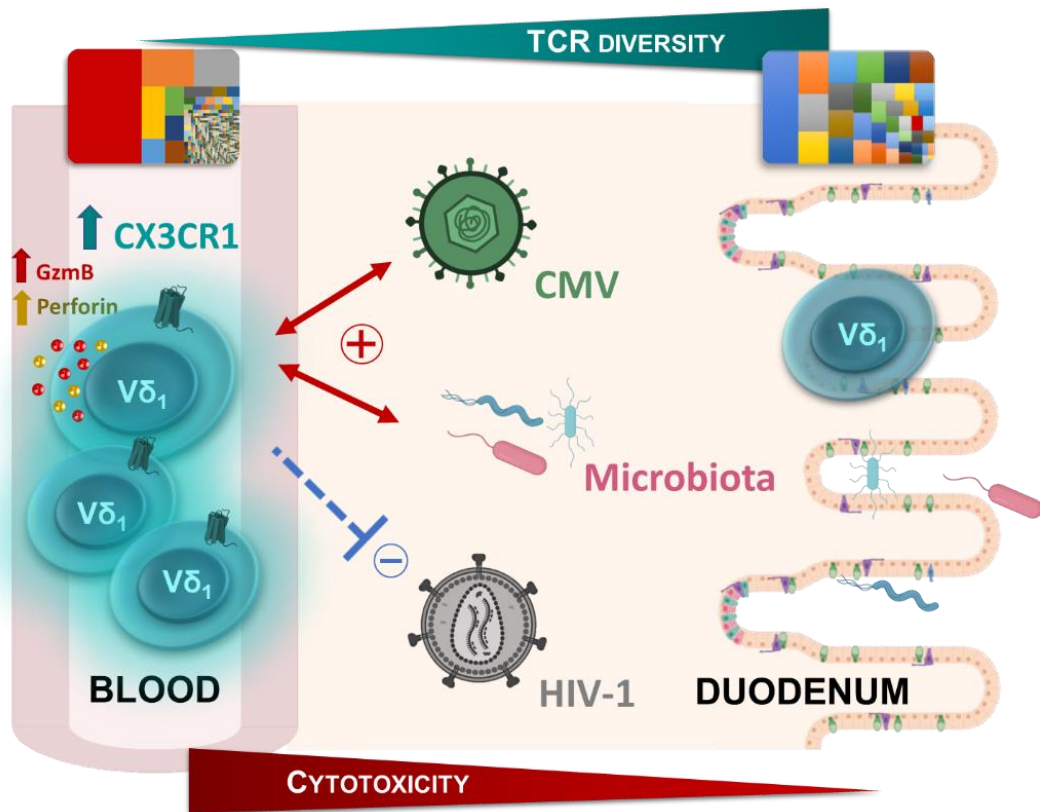 TCR DIVERSITY
CX3CR1
GzmB
Perforin
Vδ1
Vδ1
Vδ1
BLOOD
CMV
+
Microbiota
−
HIV-1
Vδ1
DUODENUM
CYTOTOXICITY